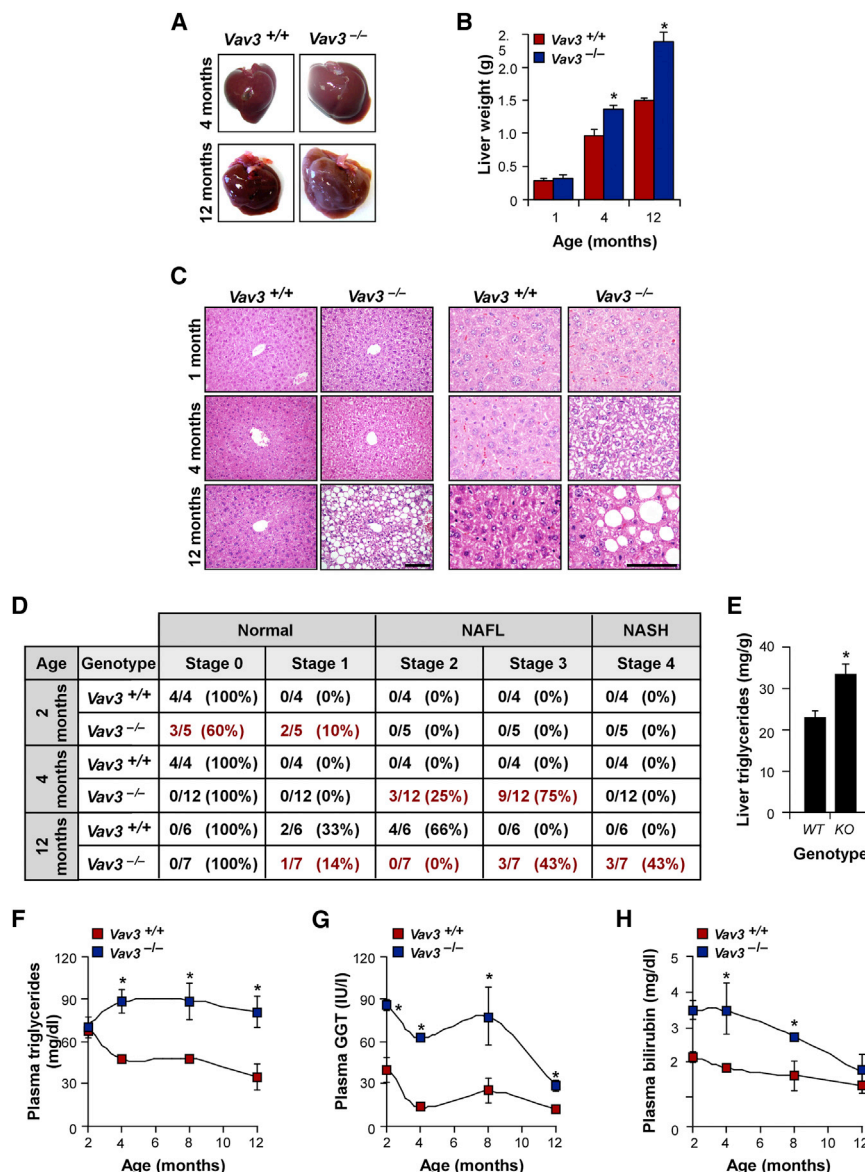 A
Vav3 +/+ Vav3 –/–
4 months
12 months
B
Vav3 +/+
Vav3 –/–
Liver weight (g)
2.
5
2.0
1.5
1.0
0.5
0
* *
1 4 12
Age (months)
C
Vav3 +/+ Vav3 –/– Vav3 +/+ Vav3 –/–
1 month
4 months
12 months
D
Normal NAFL NASH
Age Genotype Stage 0 Stage 1 Stage 2 Stage 3 Stage 4
2 months
Vav3 +/+ 4/4 (100%) 0/4 (0%) 0/4 (0%) 0/4 (0%) 0/4 (0%)
Vav3 –/– 3/5 (60%) 2/5 (10%) 0/5 (0%) 0/5 (0%) 0/5 (0%)
4 months
Vav3 +/+ 4/4 (100%) 0/4 (0%) 0/4 (0%) 0/4 (0%) 0/4 (0%)
Vav3 –/– 0/12 (100%) 0/12 (0%) 3/12 (25%) 9/12 (75%) 0/12 (0%)
12 months
Vav3 +/+ 0/6 (100%) 2/6 (33%) 4/6 (66%) 0/6 (0%) 0/6 (0%)
Vav3 –/– 0/7 (100%) 1/7 (14%) 0/7 (0%) 3/7 (43%) 3/7 (43%)
E
Liver triglycerides (mg/g)
40
30
20
10
0
*
WT KO
Genotype
F
Vav3 +/+
Vav3 –/–
Plasma triglycerides
(mg/dl)
120
90
60
30
0
* * *
2 4 6 8 10 12
Age (months)
G
Vav3 +/+
Vav3 –/–
Plasma GGT (IU/l)
120
90
60
30
0
* * * *
2 4 6 8 10 12
Age (months)
H
Vav3 +/+
Vav3 –/–
Plasma bilirubin (mg/dl)
5
3
2
1
0
* *
2 4 6 8 10 12
Age (months)